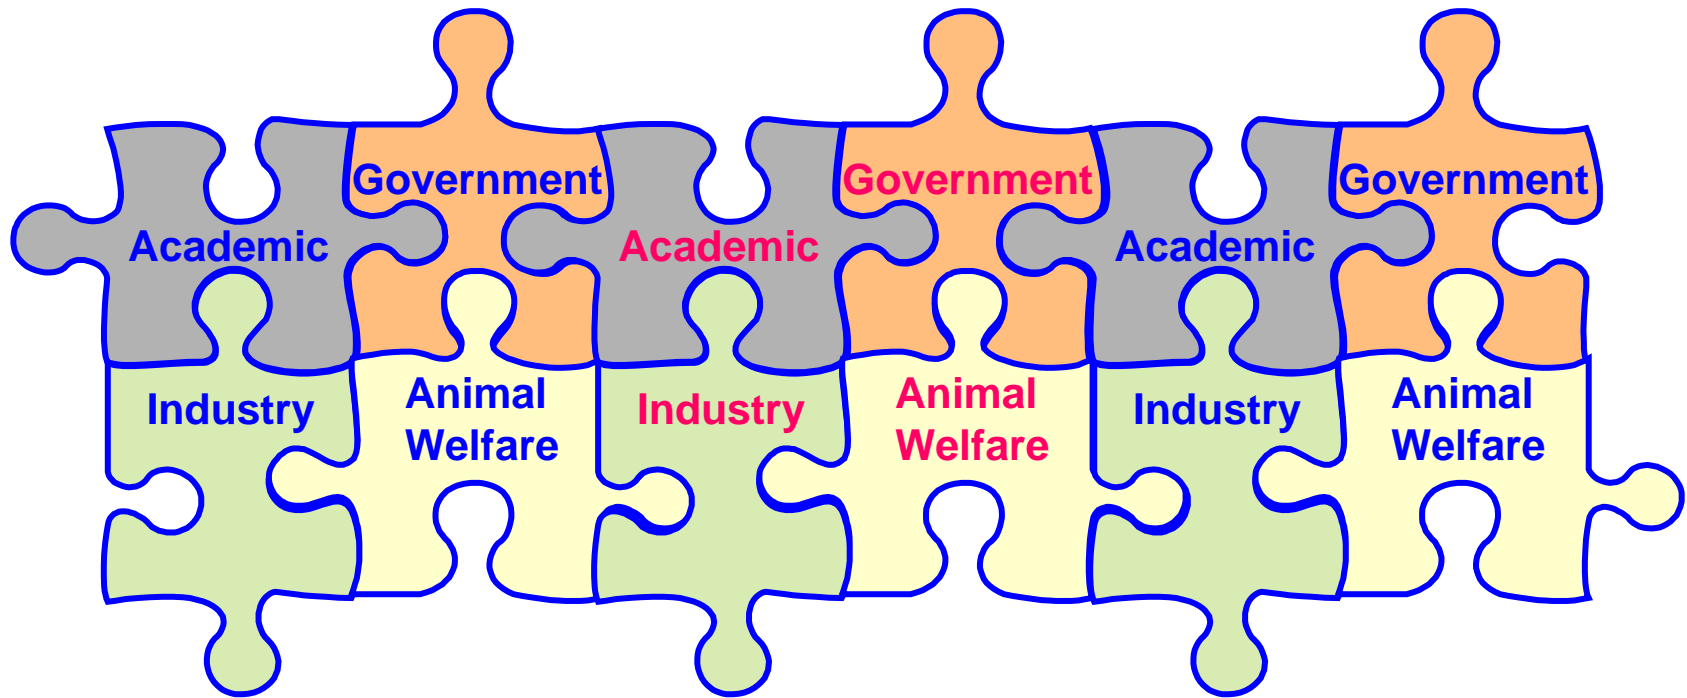 Government
Government
Government
Academic
Academic
Academic
Industry
Animal
Welfare
Industry
Animal
Welfare
Industry
Animal
Welfare